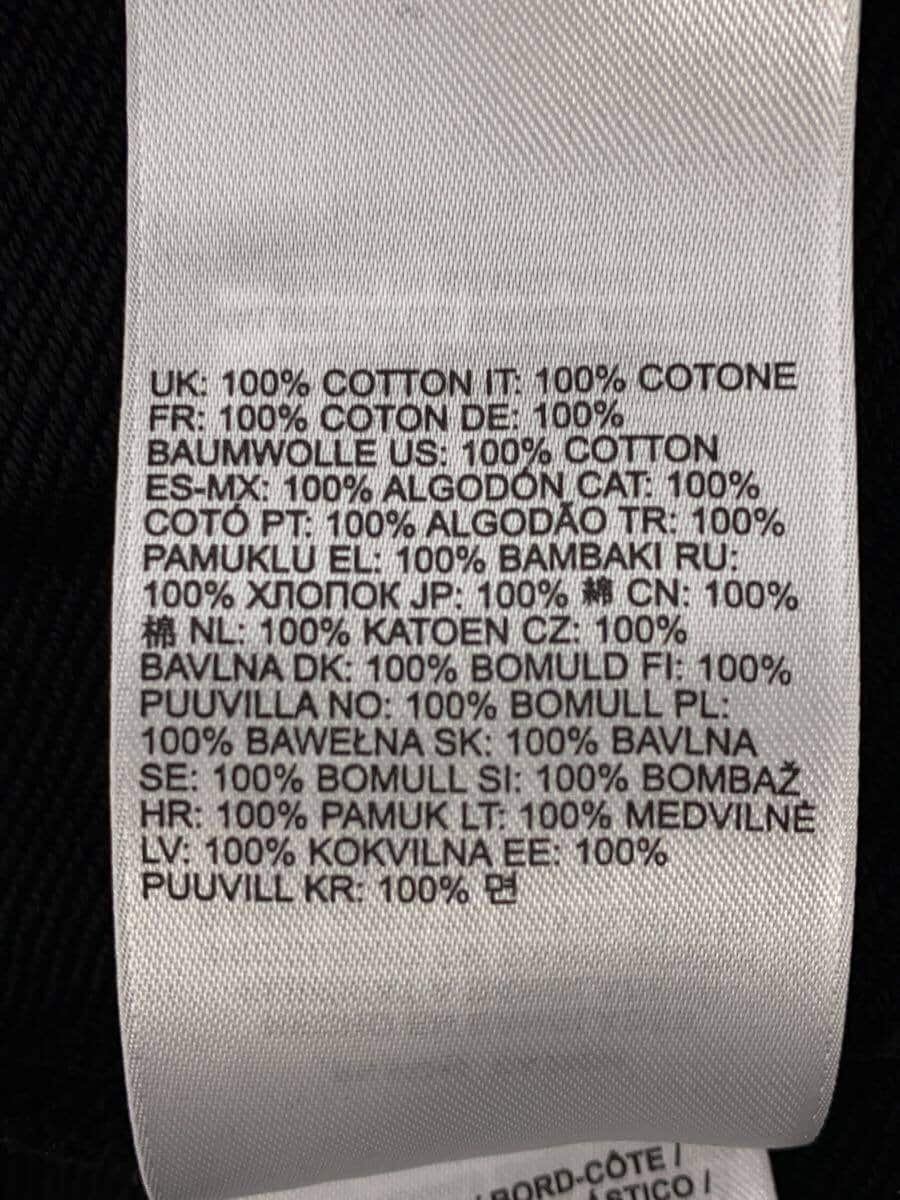 UK: 100% COTTON IT: 100% COTONE
FR: 100% COTON DE: 100%
BAUMWOLLE US: 100% COTTON
ES-MX: 100% ALGODÓN CAT: 100%
COTÓ PT: 100% ALGODÃO TR: 100%
PAMUKLU EL: 100% BAMBAKI RU:
100% ХЛОПОК JP: 100% 綿 CN: 100%
棉 NL: 100% KATOEN CZ: 100%
BAVLNA DK: 100% BOMULD FI: 100%
PUUVILLA NO: 100% BOMULL PL:
100% BAWEŁNA SK: 100% BAVLNA
SE: 100% BOMULL SI: 100% BOMBAŽ
HR: 100% PAMUK LT: 100% MEDVILNĖ
LV: 100% KOKVILNA EE: 100%
PUUVILL KR: 100% 면
/ BORD-CÔTE /